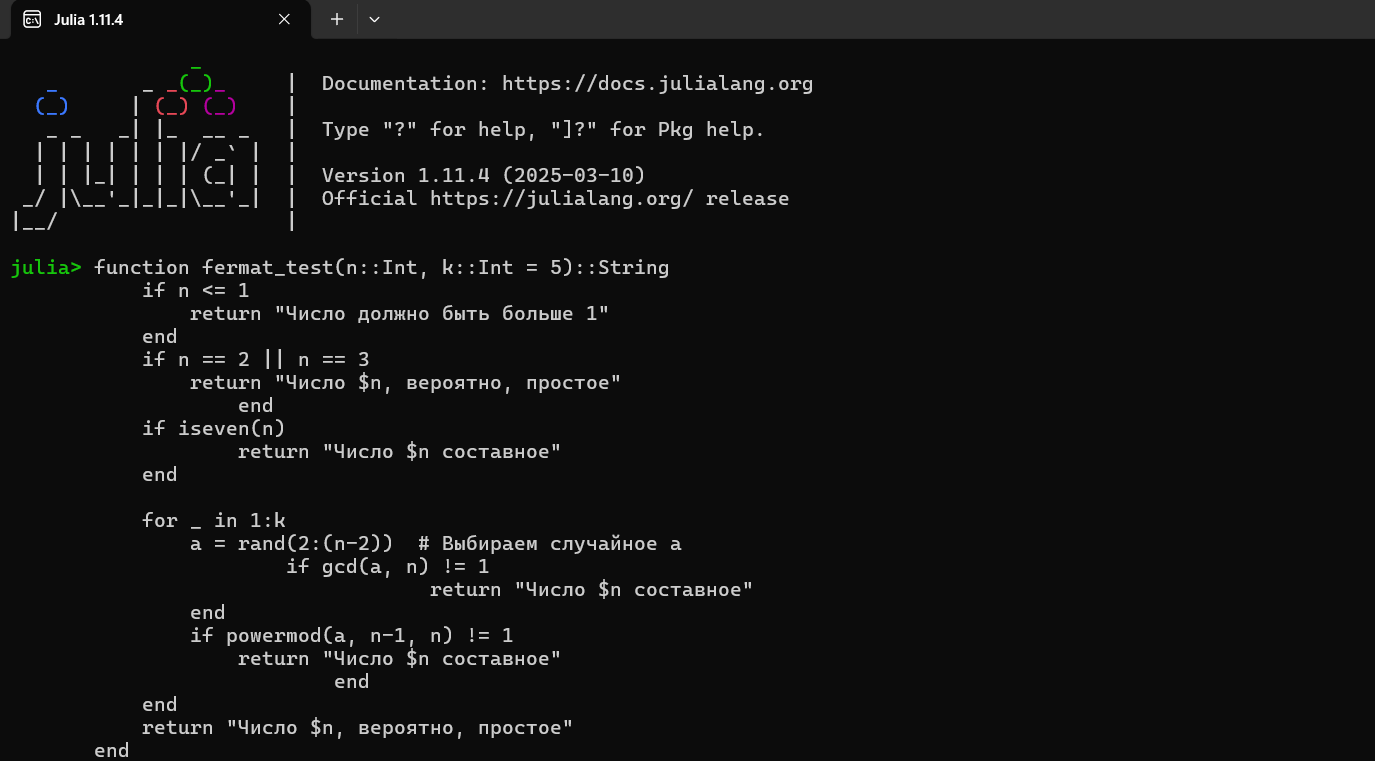 Julia 1.11.4
Documentation: https://docs.julialang.org
Type "?" for help, "]?" for Pkg help.
Version 1.11.4 (2025-03-10)
Official https://julialang.org/ release
julia> function fermat_test(n::Int, k::Int = 5)::String
if n <= 1
return "Число должно быть больше 1"
end
if n == 2 || n == 3
return "Число $n, вероятно, простое"
end
if iseven(n)
return "Число $n составное"
end
for _ in 1:k
a = rand(2:(n-2))  # Выбираем случайное a
if gcd(a, n) != 1
return "Число $n составное"
end
if powermod(a, n-1, n) != 1
return "Число $n составное"
end
end
return "Число $n, вероятно, простое"
end